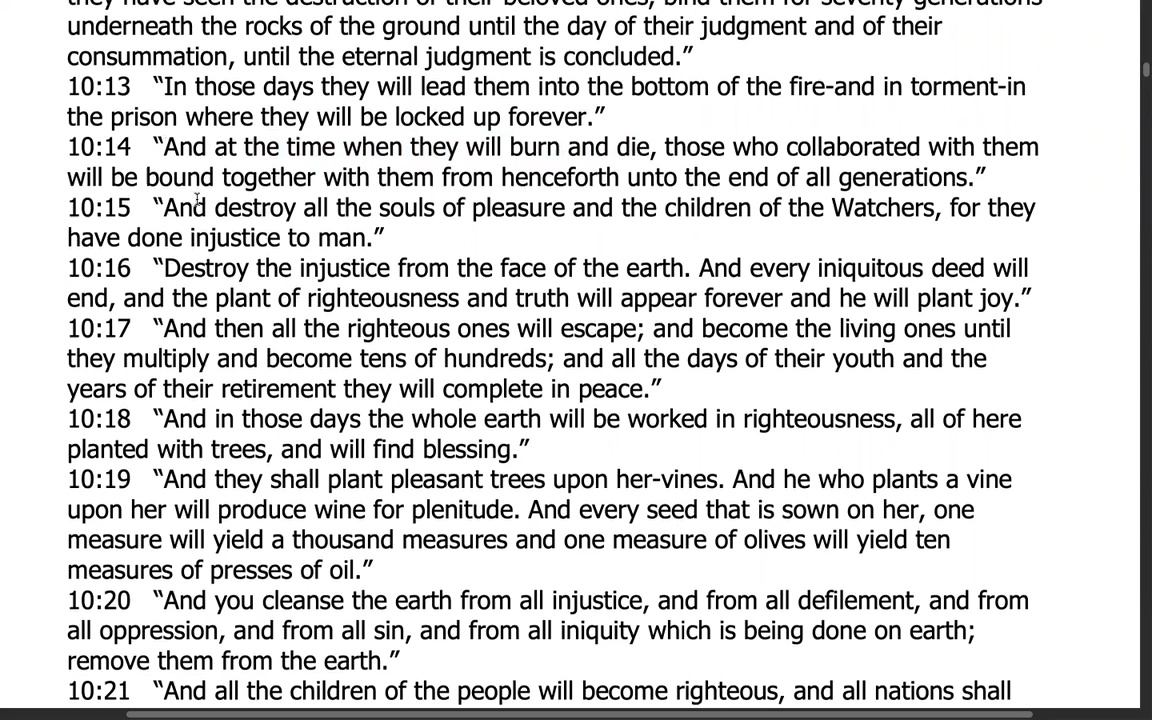 they have seen the destruction of their beloved ones, bind them for seventy generations
underneath the rocks of the ground until the day of their judgment and of their
consummation, until the eternal judgment is concluded.”
10:13 “In those days they will lead them into the bottom of the fire-and in torment-in
the prison where they will be locked up forever.”
10:14 “And at the time when they will burn and die, those who collaborated with them
will be bound together with them from henceforth unto the end of all generations.”
10:15 “And destroy all the souls of pleasure and the children of the Watchers, for they
have done injustice to man.”
10:16 “Destroy the injustice from the face of the earth. And every iniquitous deed will
end, and the plant of righteousness and truth will appear forever and he will plant joy.”
10:17 “And then all the righteous ones will escape; and become the living ones until
they multiply and become tens of hundreds; and all the days of their youth and the
years of their retirement they will complete in peace.”
10:18 “And in those days the whole earth will be worked in righteousness, all of here
planted with trees, and will find blessing.”
10:19 “And they shall plant pleasant trees upon her-vines. And he who plants a vine
upon her will produce wine for plenitude. And every seed that is sown on her, one
measure will yield a thousand measures and one measure of olives will yield ten
measures of presses of oil.”
10:20 “And you cleanse the earth from all injustice, and from all defilement, and from
all oppression, and from all sin, and from all iniquity which is being done on earth;
remove them from the earth.”
10:21 “And all the children of the people will become righteous, and all nations shall